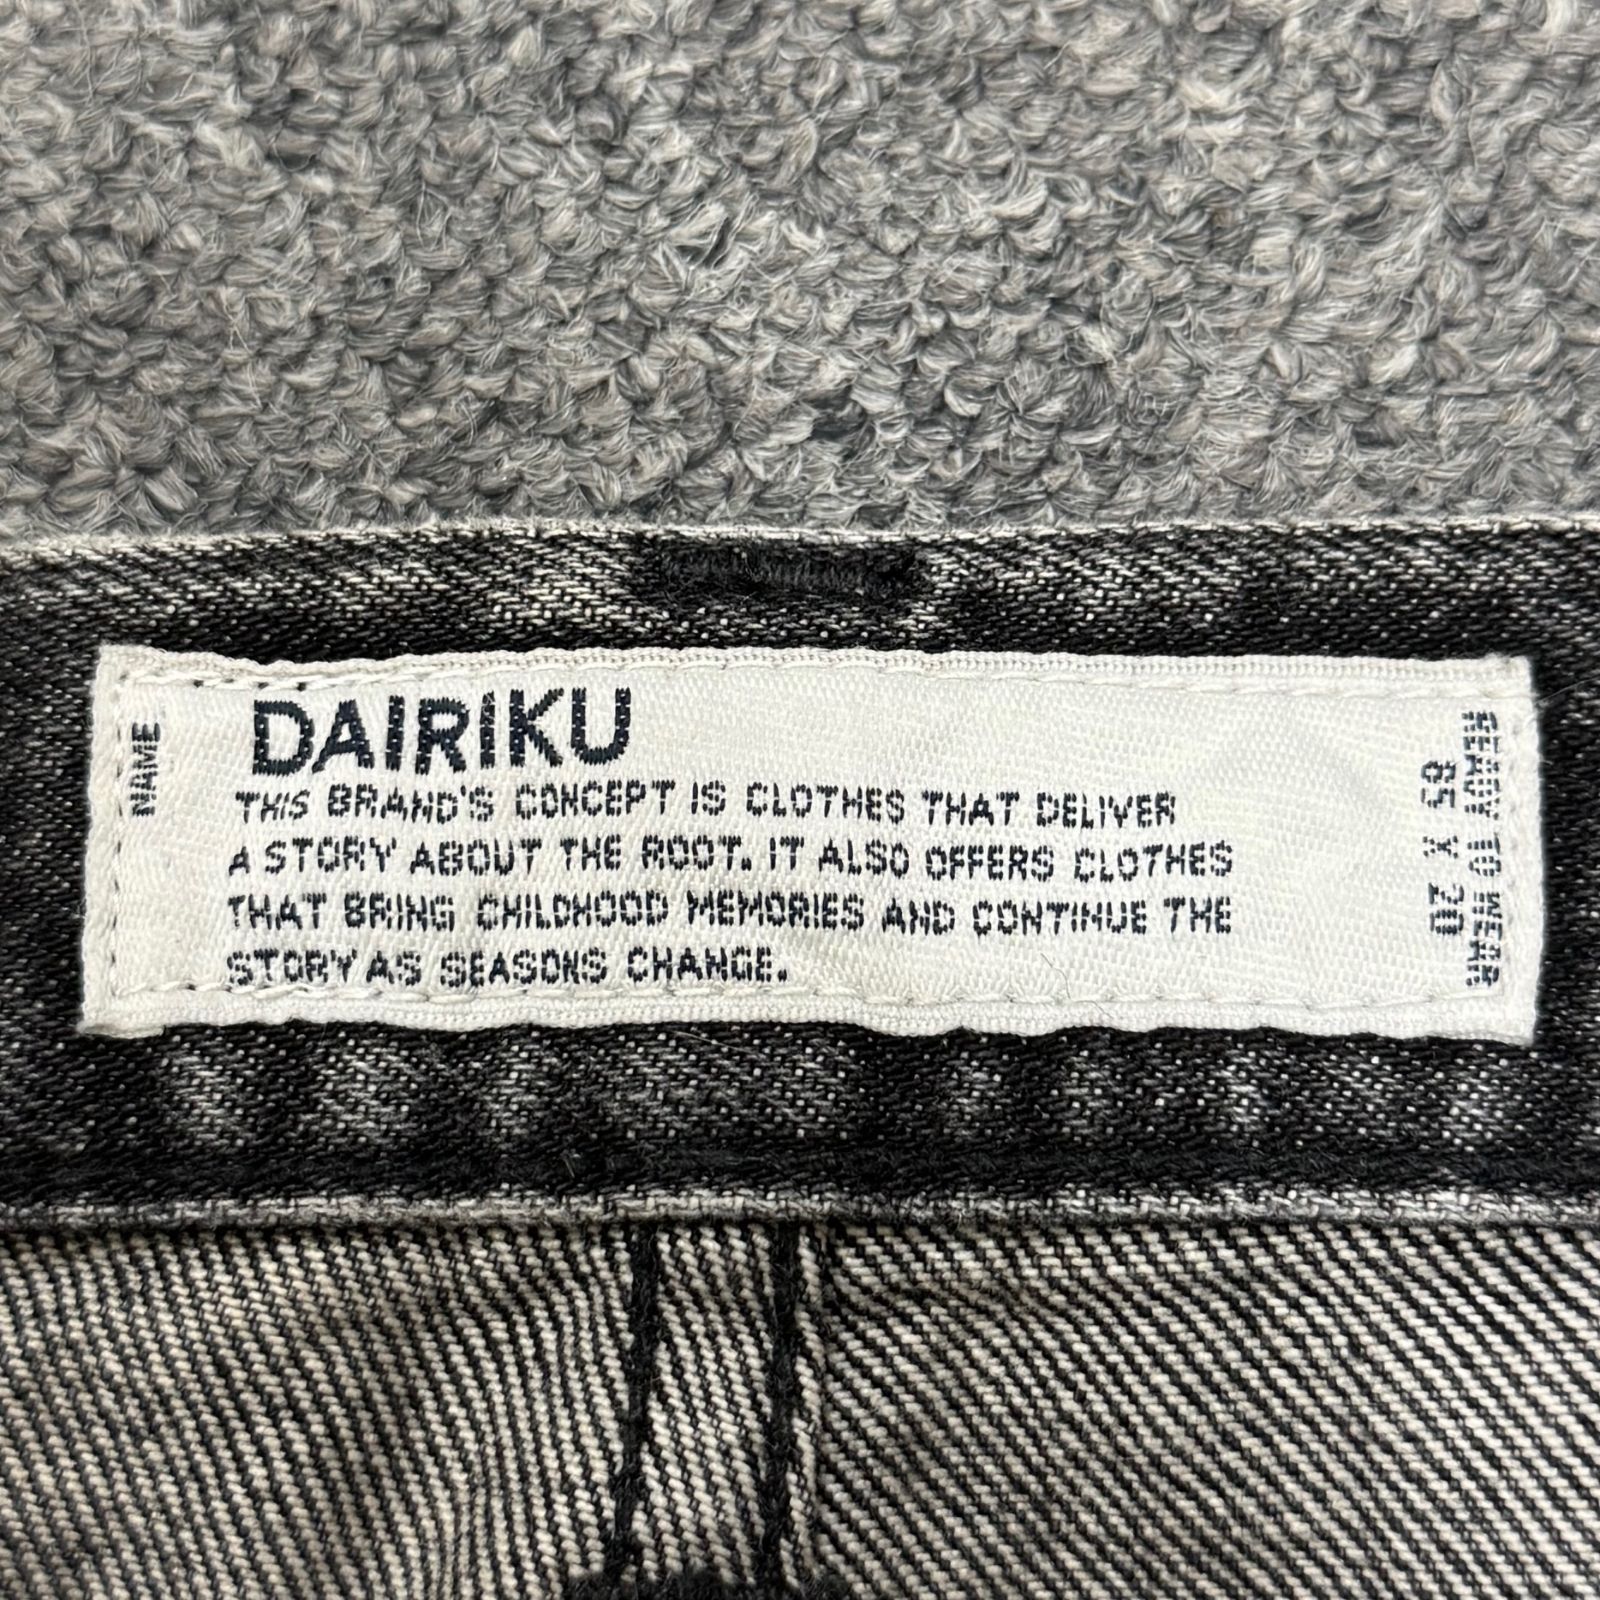 NAME
DAIRIKU
THIS BRAND'S CONCEPT IS CLOTHES THAT DELIVER
A STORY ABOUT THE ROOT. IT ALSO OFFERS CLOTHES
THAT BRING CHILDHOOD MEMORIES AND CONTINUE THE
STORY AS SEASONS CHANGE.
READY TO WEAR
65 X 20